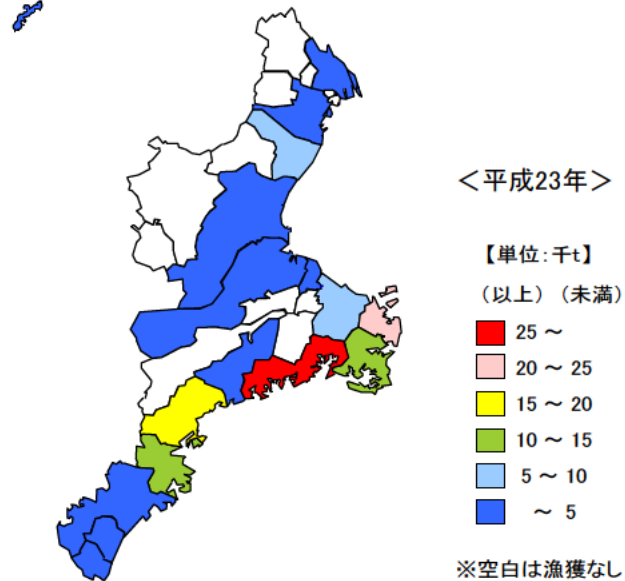 ＜平成23年＞
【単位：千t】
（以上）（未満）
25 ～
20 ～ 25
15 ～ 20
10 ～ 15
5 ～ 10
～ 5
※空白は漁獲なし